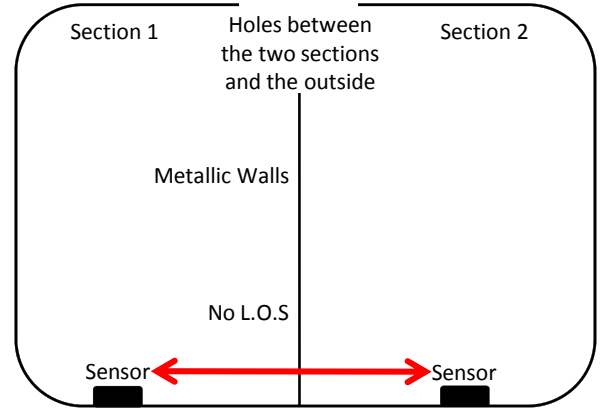 Section 1
Holes between
the two sections
and the outside
Section 2
Metallic Walls
No L.O.S
Sensor
Sensor